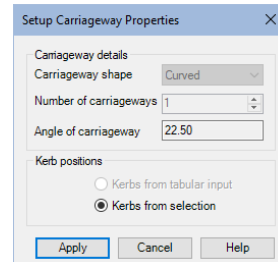 Setup Carriageway Properties
Carriageway details
Carriageway shape Curved
Number of carriageways 1
Angle of carriageway 22.50
Kerb positions
Kerbs from tabular input
Kerbs from selection
Apply Cancel Help